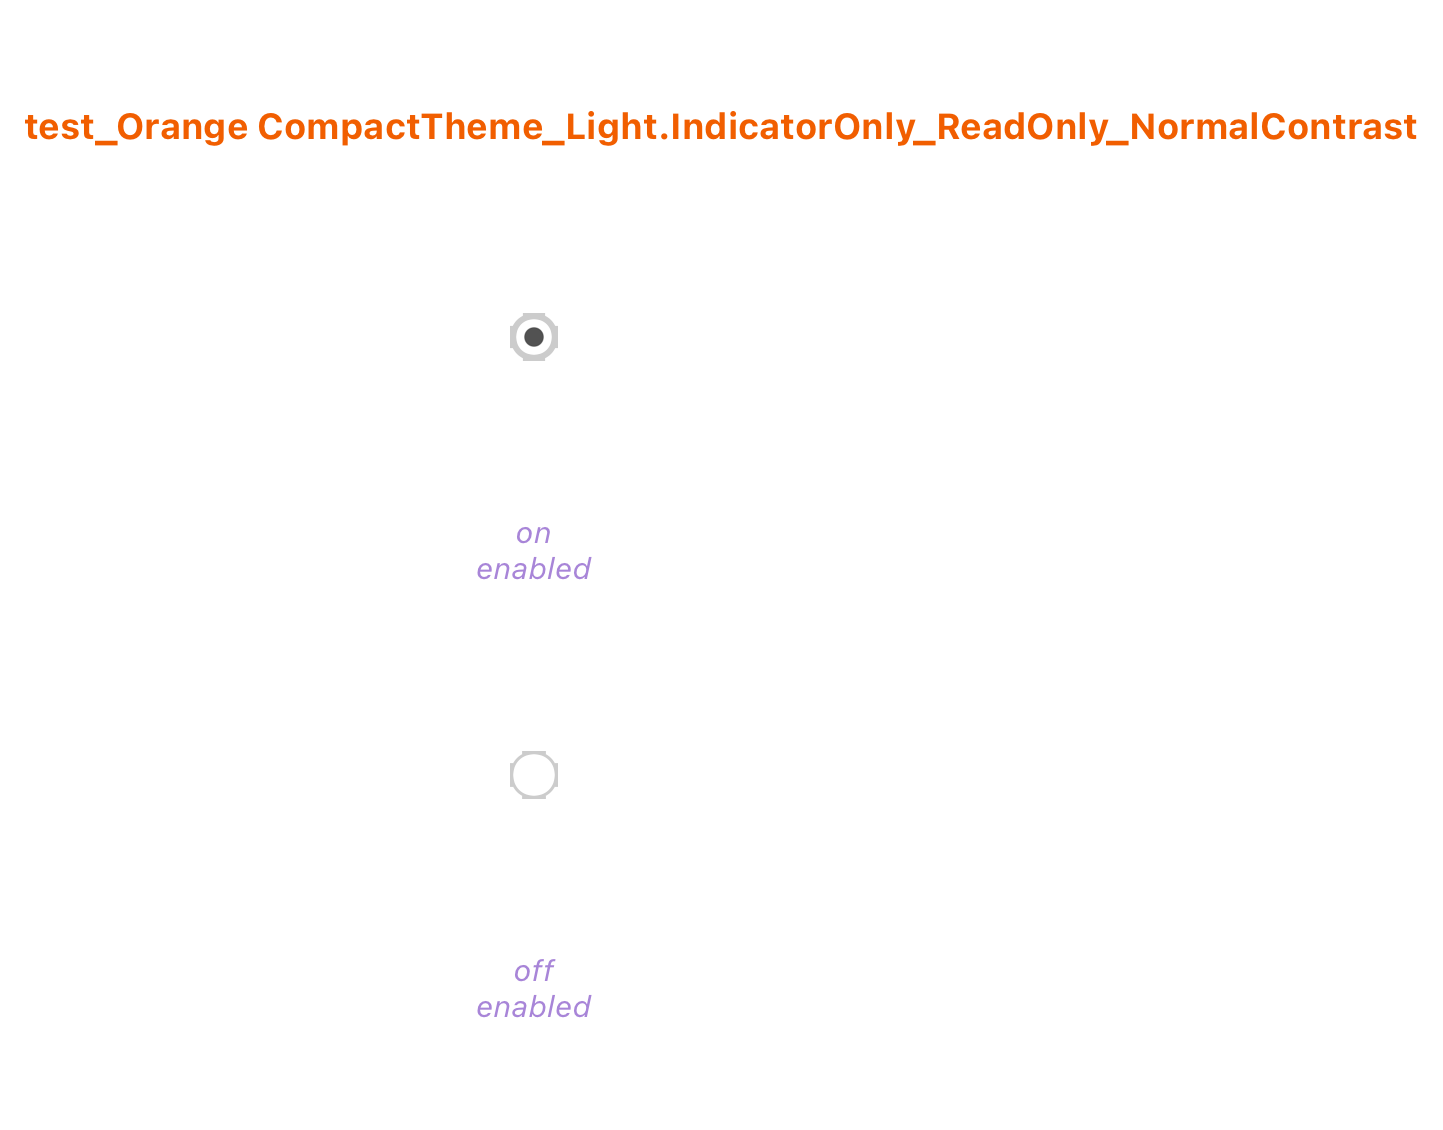 test_Orange CompactTheme_Light.IndicatorOnly_ReadOnly_NormalContrast
on
enabled
off
enabled